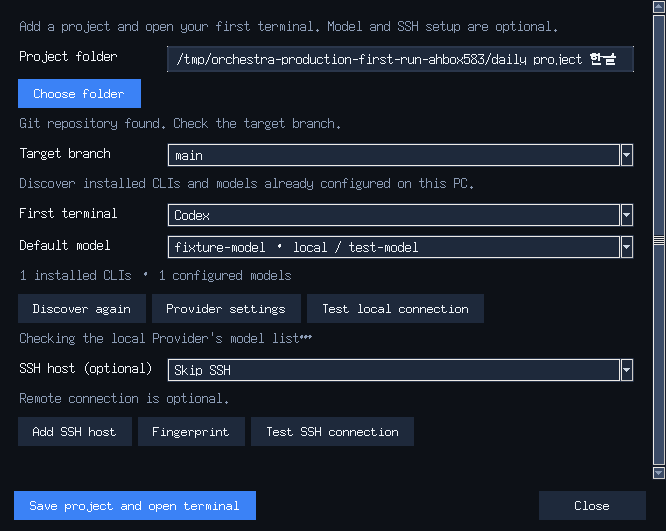 Add a project and open your first terminal. Model and SSH setup are optional.
Project folder
/tmp/orchestra-production-first-run-ahbox583/daily project 한글
Choose folder
Git repository found. Check the target branch.
Target branch
main
Discover installed CLIs and models already configured on this PC.
First terminal
Codex
Default model
fixture-model · local / test-model
1 installed CLIs · 1 configured models
Discover again
Provider settings
Test local connection
Checking the local Provider's model list…
SSH host (optional)
Skip SSH
Remote connection is optional.
Add SSH host
Fingerprint
Test SSH connection
Save project and open terminal
Close